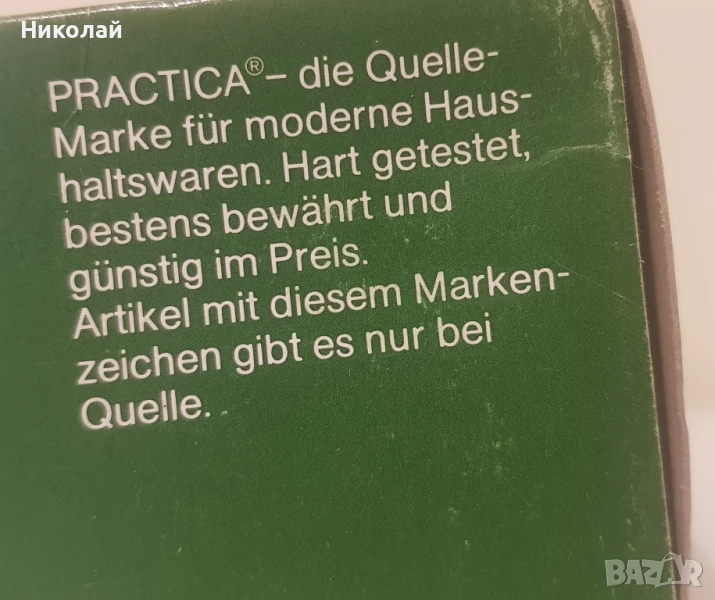 Николай
PRACTICA® – die Quelle-
Marke für moderne Haus-
haltswaren. Hart getestet,
bestens bewährt und
günstig im Preis.
Artikel mit diesem Marken-
zeichen gibt es nur bei
Quelle.
BAZAR